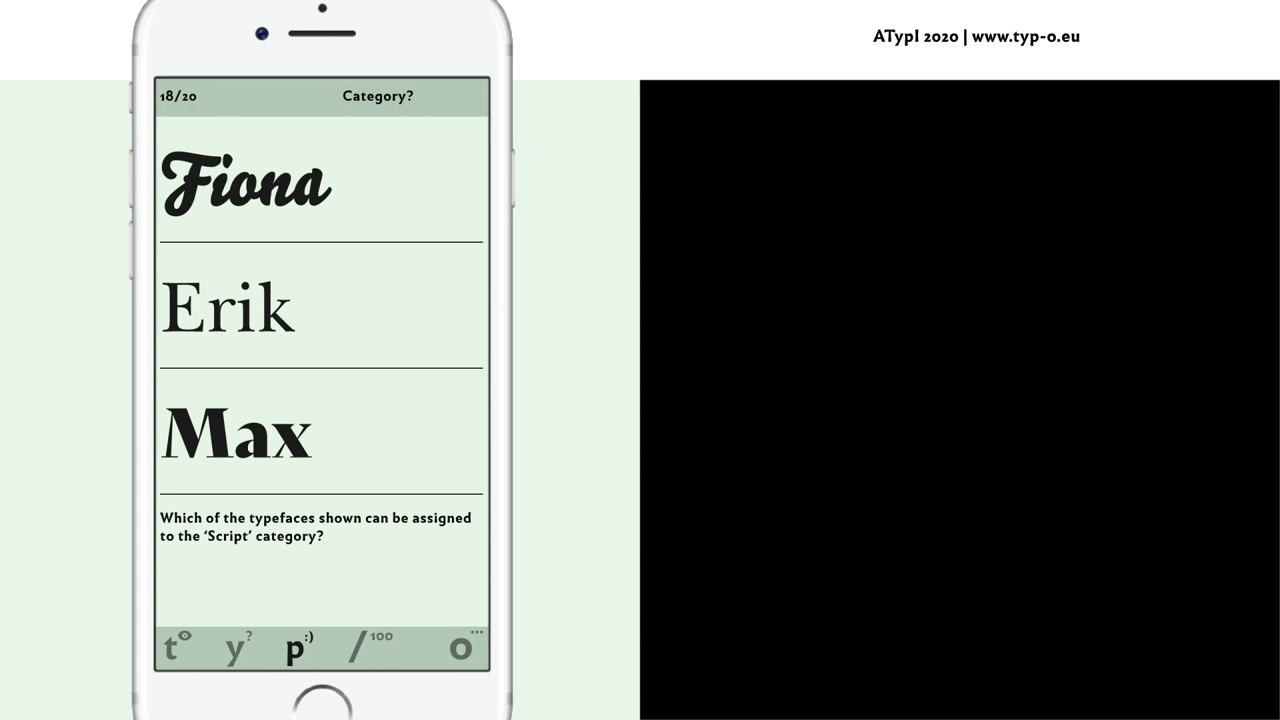 ATypI 2020 | www.typ-o.eu
18/20 Category?
Fiona
Erik
Max
Which of the typefaces shown can be assigned
to the ‘Script’ category?
t y? p:) /100 o...